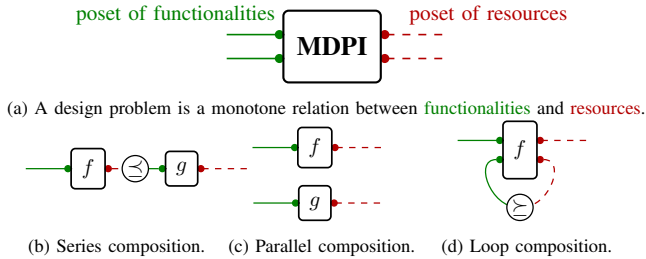 poset of functionalities
poset of resources
MDPI
(a) A design problem is a monotone relation between functionalities and resources.
f
⪯
g
f
g
f
⪰
(b) Series composition.
(c) Parallel composition.
(d) Loop composition.